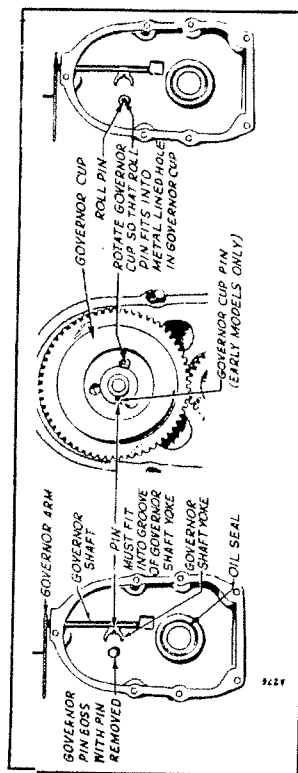 GOVERNOR ARM
GOVERNOR
SHAFT
GOVERNOR
PIN BOSS
WITH PIN
REMOVED
PIN
MUST FIT
INTO GROOVE
OF GOVERNOR
SHAFT YOKE
GOVERNOR
SHAFT YOKE
OIL SEAL
A276
GOVERNOR CUP
GOVERNOR CUP PIN
(EARLY MODELS ONLY)
ROLL PIN
ROTATE GOVERNOR
CUP SO THAT ROLL
PIN FITS INTO
METAL LINED HOLE
IN GOVERNOR CUP